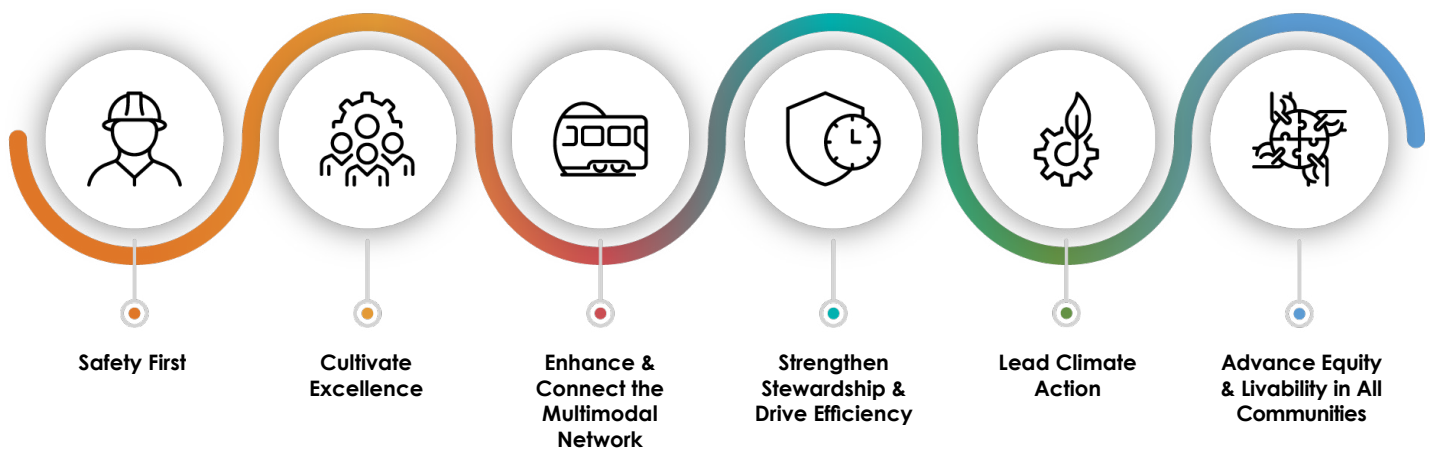 Safety First
Cultivate
Excellence
Enhance &
Connect the
Multimodal
Network
Strengthen
Stewardship &
Drive Efficiency
Lead Climate
Action
Advance Equity
& Livability in All
Communities